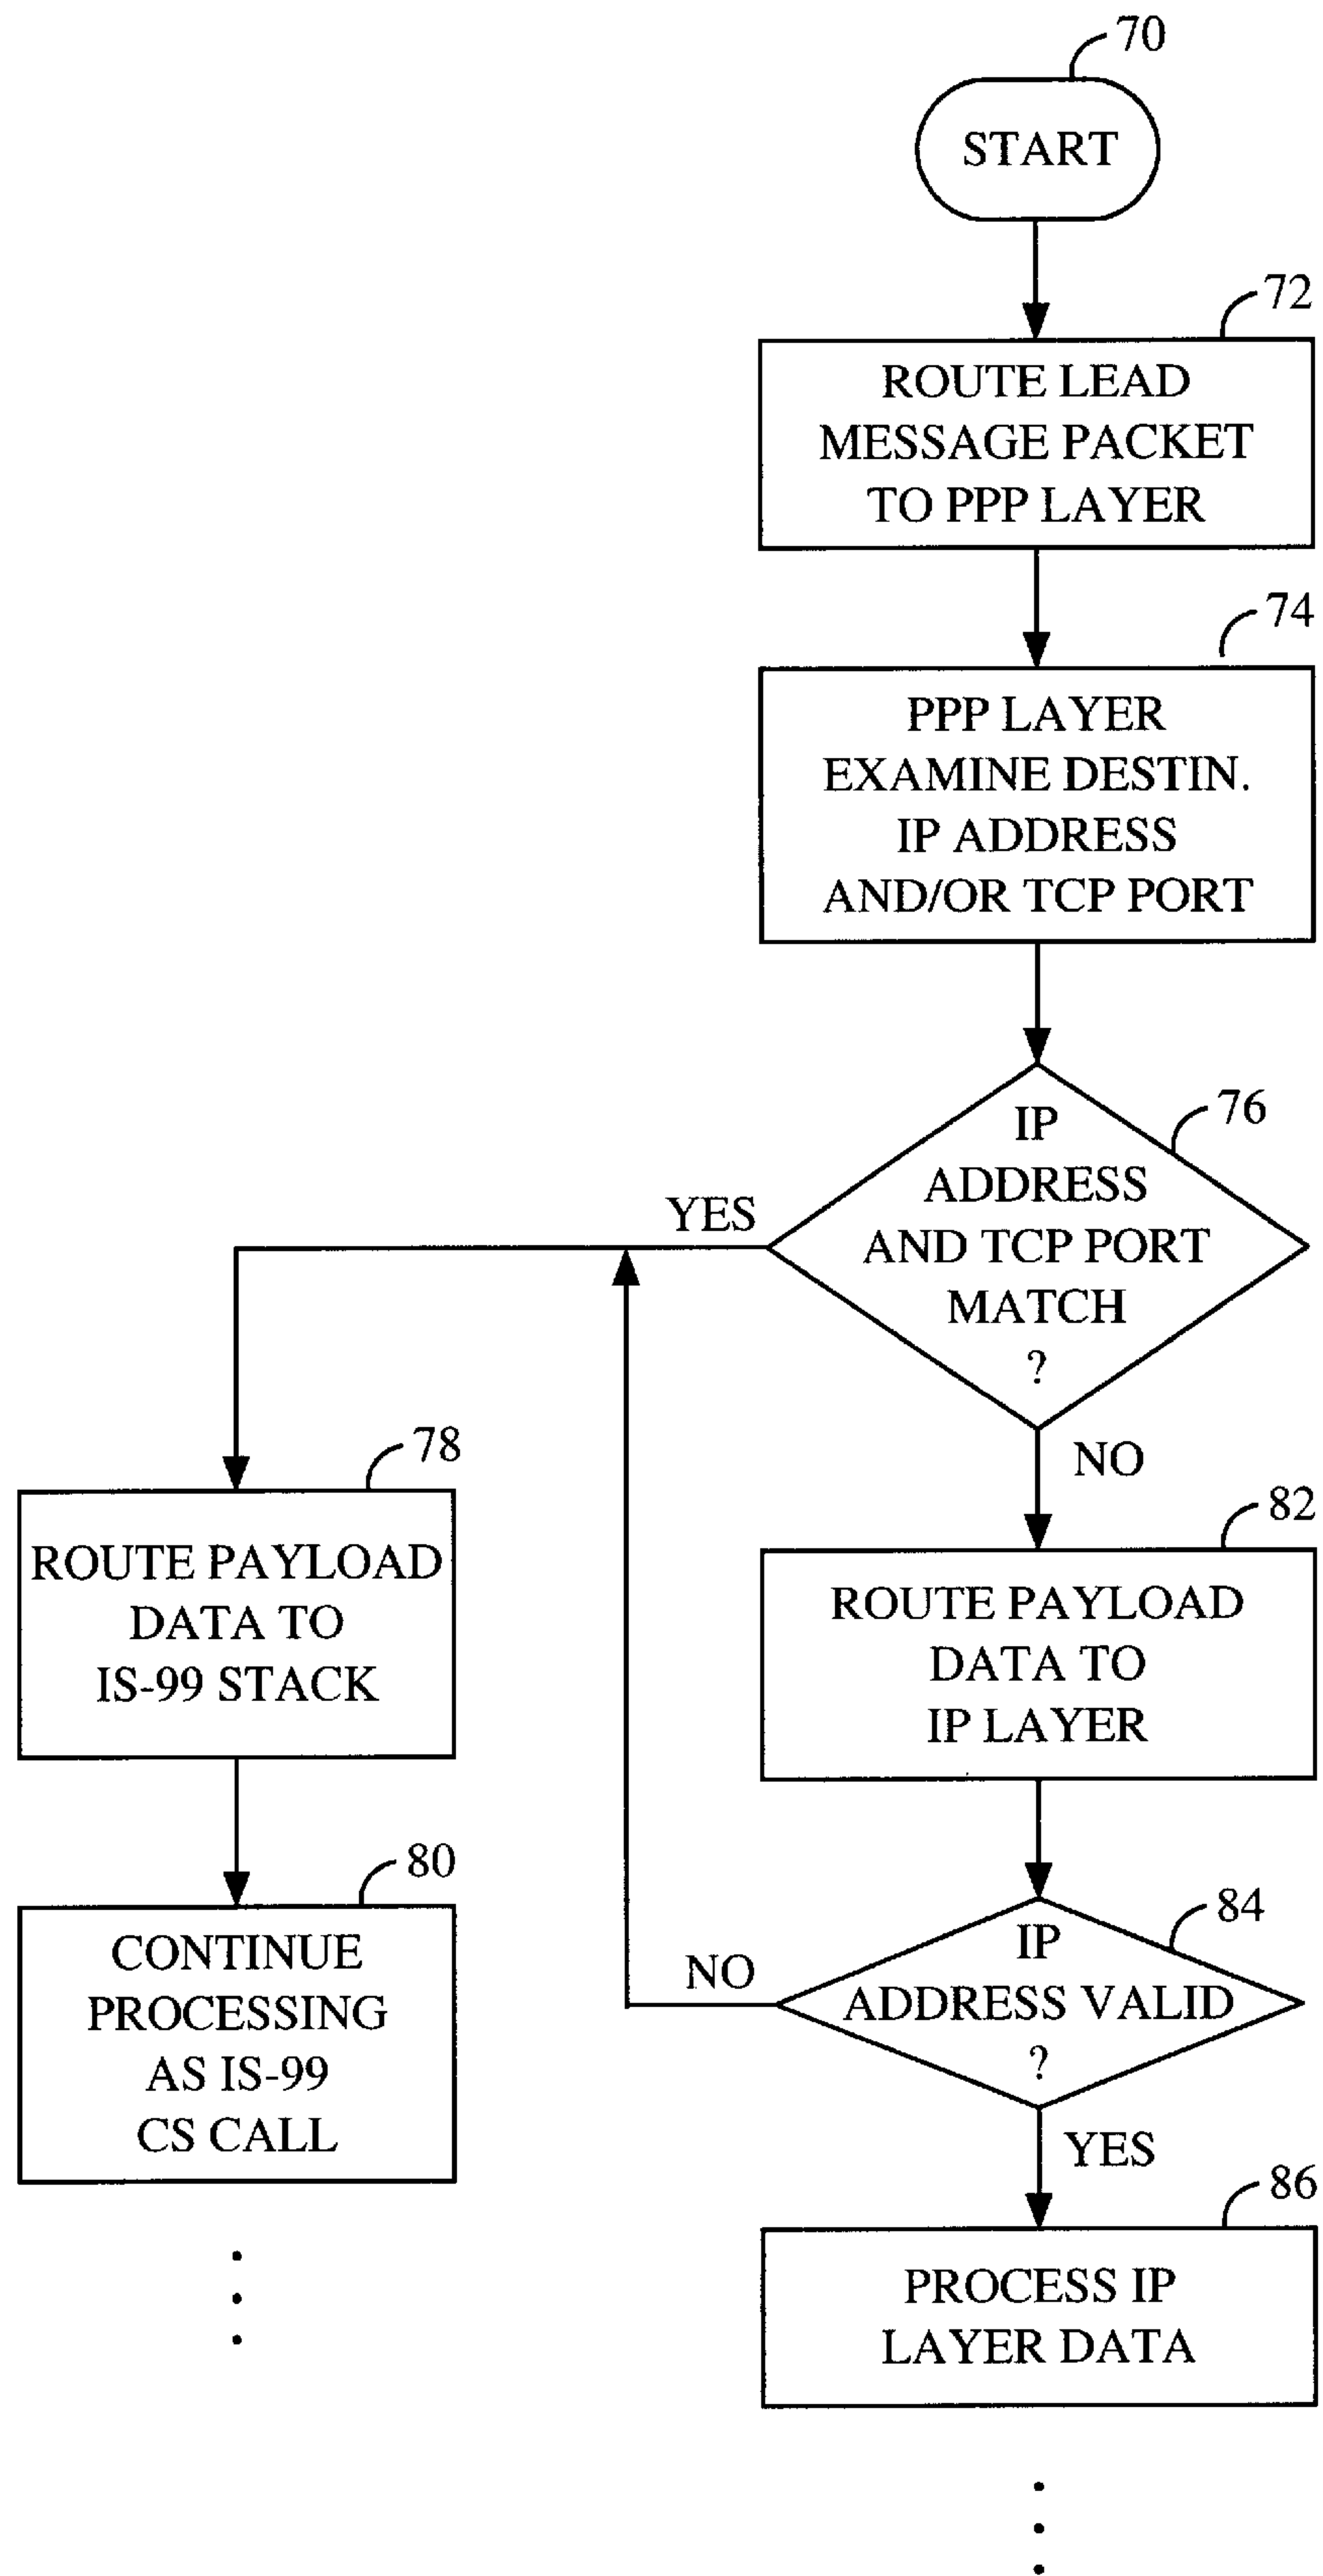 70
START
72
ROUTE LEAD
MESSAGE PACKET
TO PPP LAYER
74
PPP LAYER
EXAMINE DESTIN.
IP ADDRESS
AND/OR TCP PORT
76
IP
ADDRESS
AND TCP PORT
MATCH
?
YES
NO
78
ROUTE PAYLOAD
DATA TO
IS-99 STACK
82
ROUTE PAYLOAD
DATA TO
IP LAYER
80
CONTINUE
PROCESSING
AS IS-99
CS CALL
84
IP
ADDRESS VALID
?
NO
YES
86
PROCESS IP
LAYER DATA